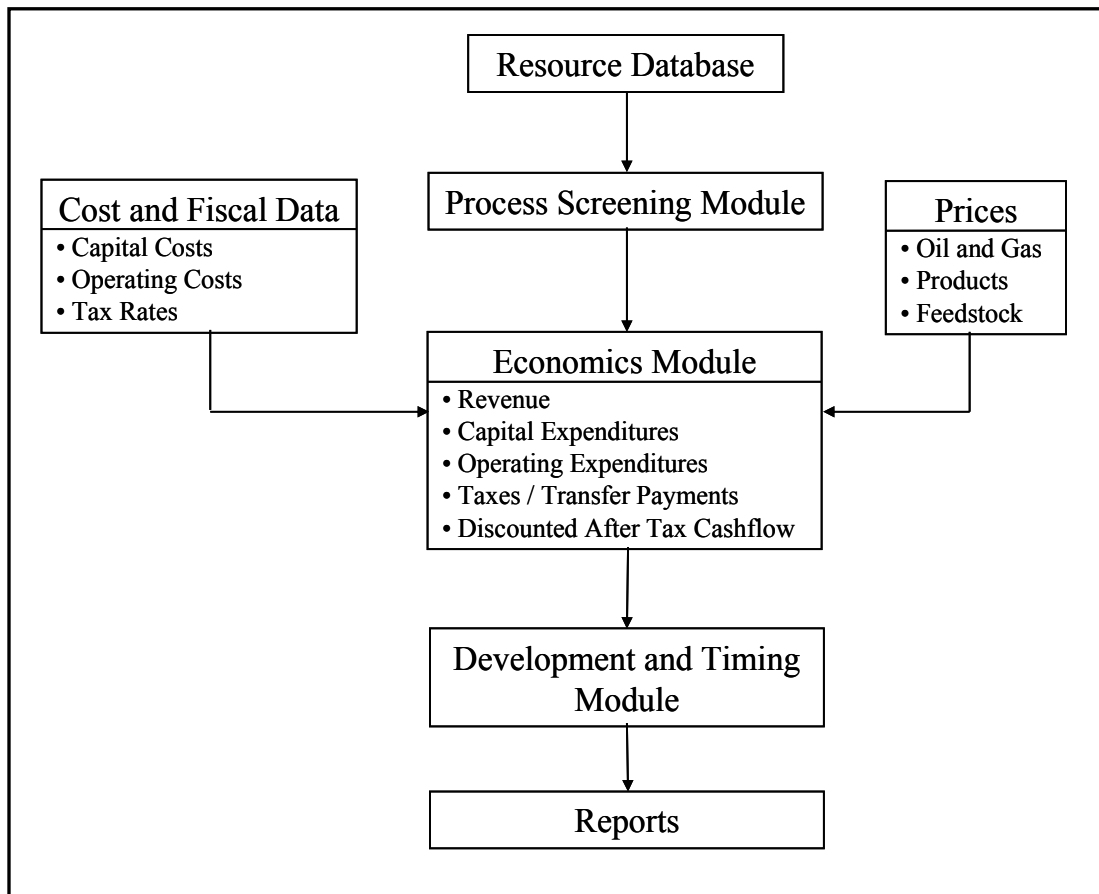 Resource Database
Process Screening Module
Cost and Fiscal Data
• Capital Costs
• Operating Costs
• Tax Rates
Prices
• Oil and Gas
• Products
• Feedstock
Economics Module
• Revenue
• Capital Expenditures
• Operating Expenditures
• Taxes / Transfer Payments
• Discounted After Tax Cashflow
Development and Timing
Module
Reports